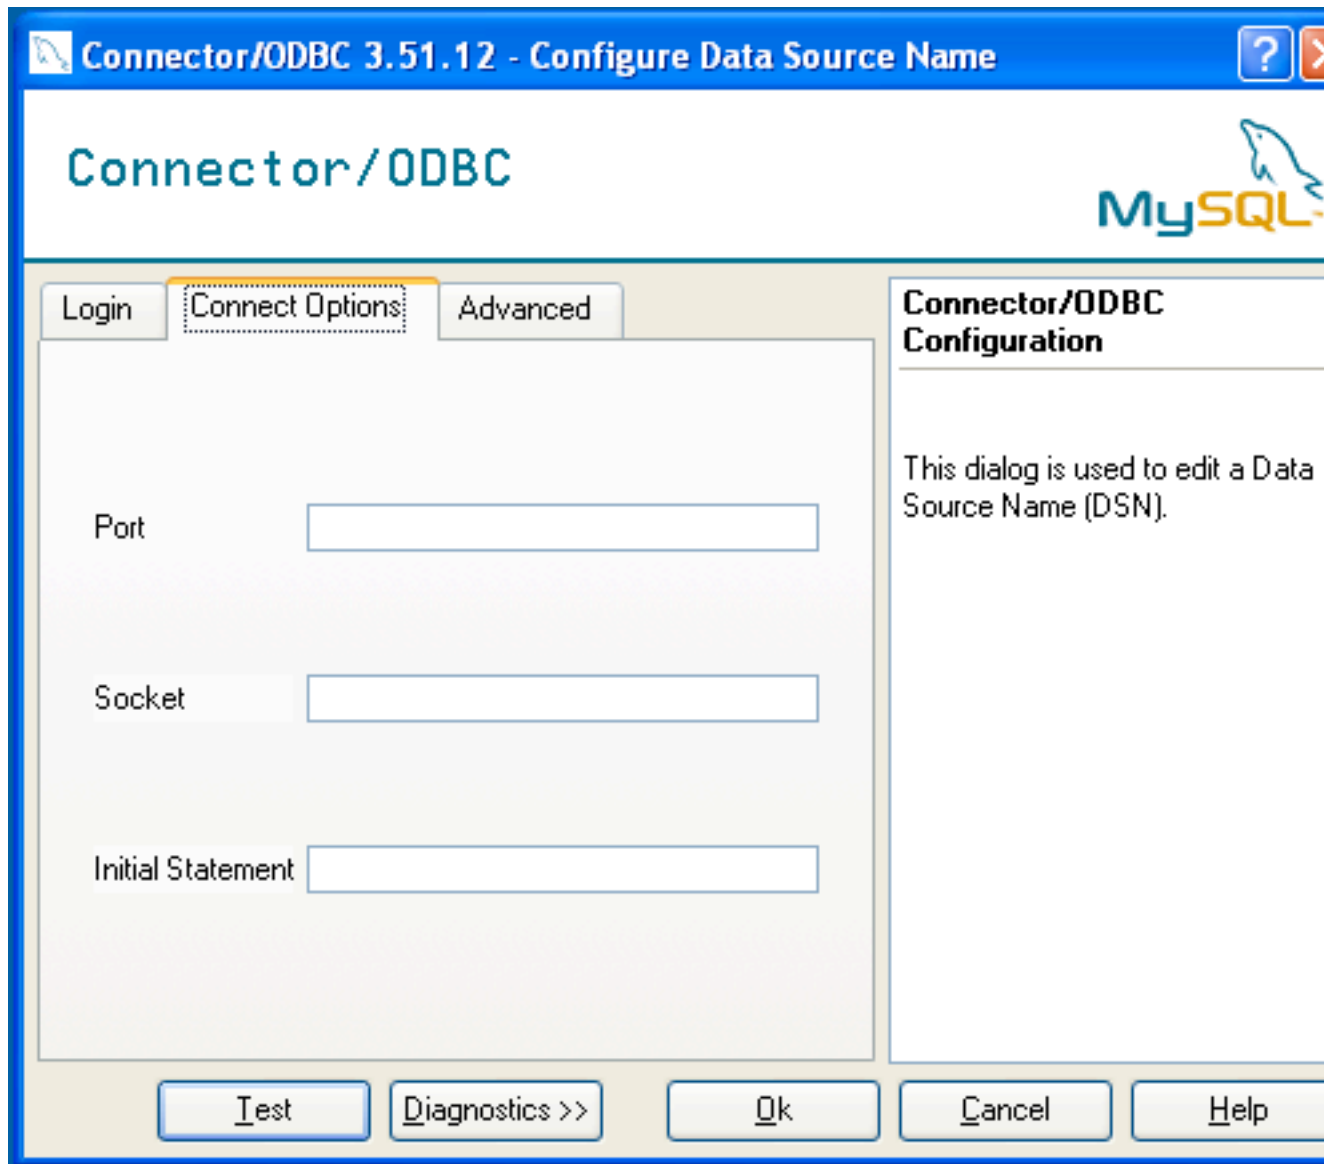 Connector/ODBC 3.51.12 - Configure Data Source Name
?
Connector/ODBC
MySQL
Login
Connect Options
Advanced
Connector/ODBC
Configuration
This dialog is used to edit a Data
Source Name (DSN).
Port
Socket
Initial Statement
Test
Diagnostics >>
Ok
Cancel
Help